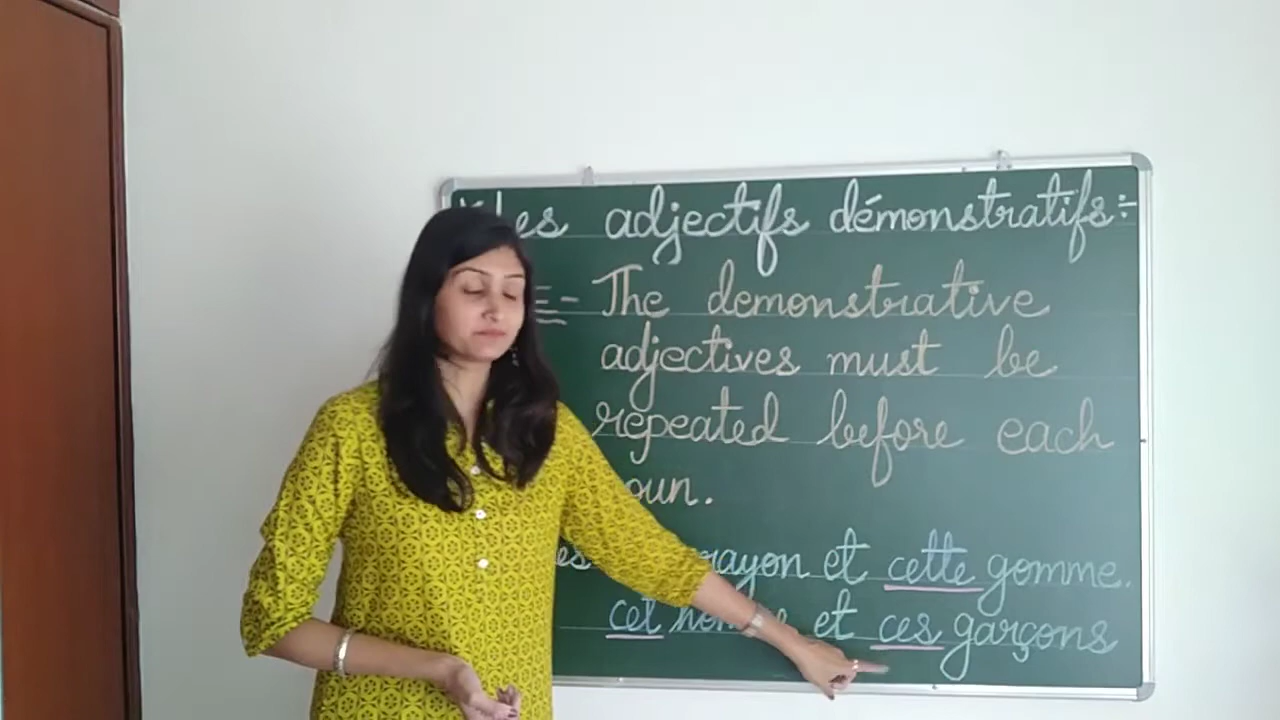 Les adjectifs démonstratifs:-
The demonstrative
adjectives must be
repeated before each
oun.
et cette gomme.
cet et ces garçons